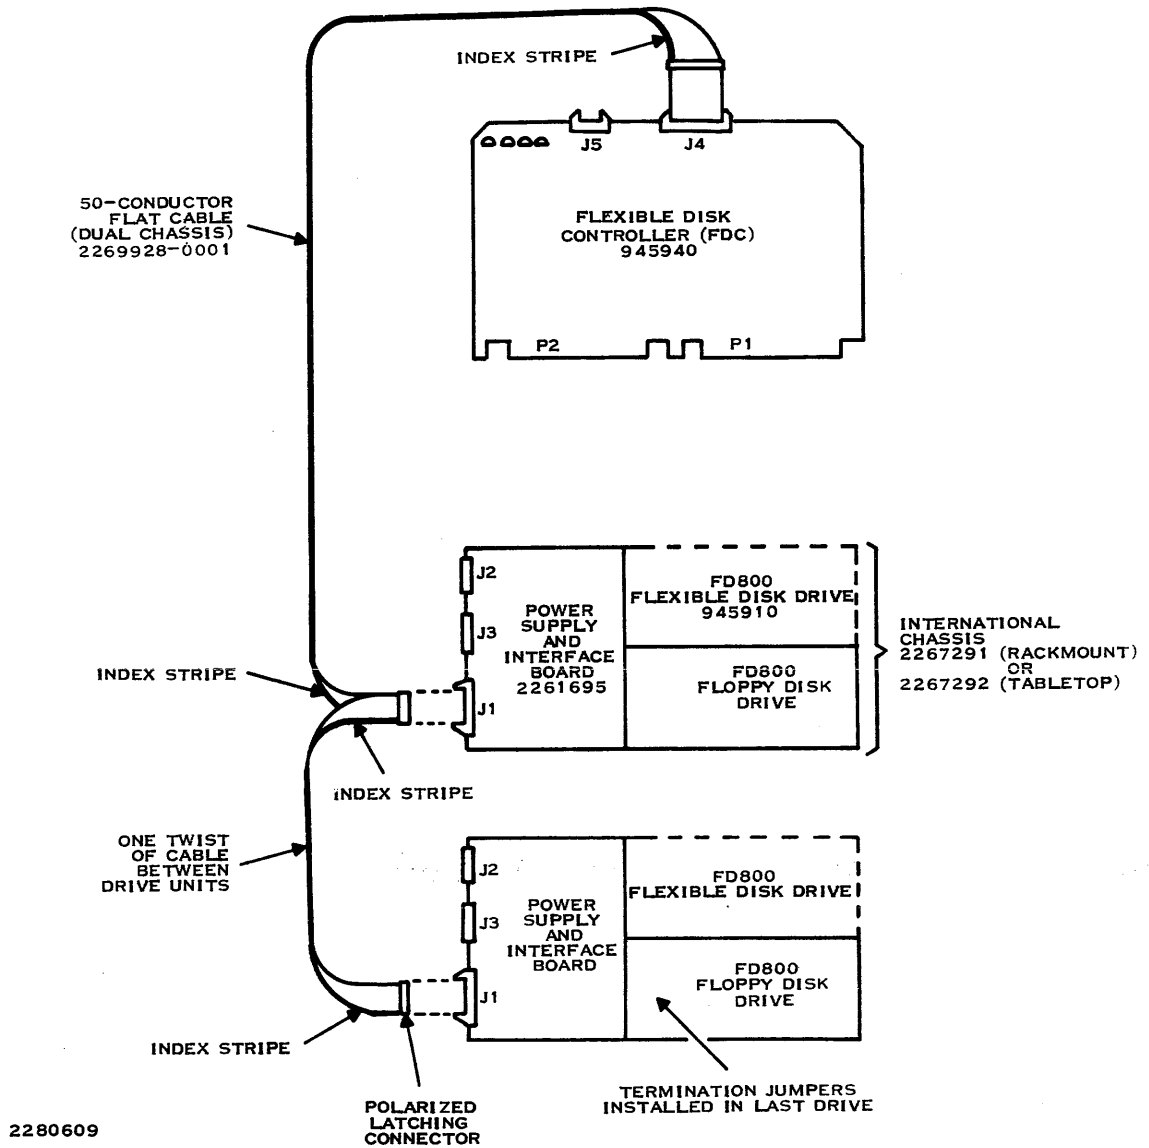 INDEX STRIPE
J5
J4
50-CONDUCTOR
FLAT CABLE
(DUAL CHASSIS)
2269928-0001
FLEXIBLE DISK
CONTROLLER (FDC)
945940
P2
P1
J2
J3
J1
POWER
SUPPLY
AND
INTERFACE
BOARD
2261695
FD800
FLEXIBLE DISK DRIVE
945910
FD800
FLOPPY DISK
DRIVE
INTERNATIONAL
CHASSIS
2267291 (RACKMOUNT)
OR
2267292 (TABLETOP)
INDEX STRIPE
INDEX STRIPE
ONE TWIST
OF CABLE
BETWEEN
DRIVE UNITS
J2
J3
J1
POWER
SUPPLY
AND
INTERFACE
BOARD
FD800
FLEXIBLE DISK DRIVE
FD800
FLOPPY DISK
DRIVE
INDEX STRIPE
POLARIZED
LATCHING
CONNECTOR
TERMINATION JUMPERS
INSTALLED IN LAST DRIVE
2280609